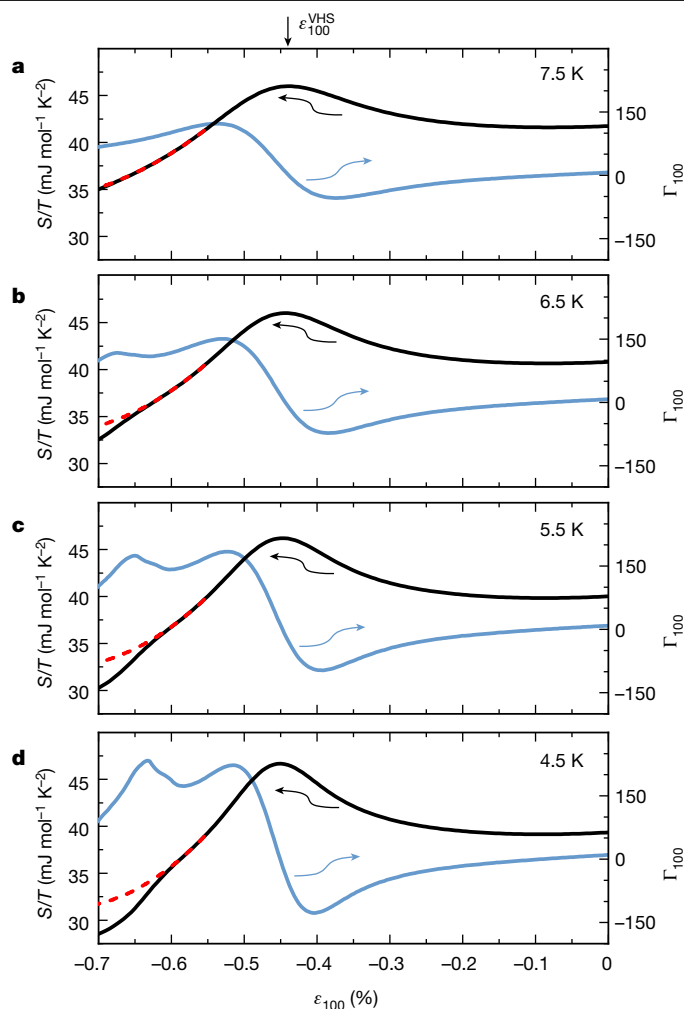 ε₁₀₀^VHS
a
7.5 K
S/T (mJ mol⁻¹ K⁻²)
45
40
35
30
150
0
−150
Γ₁₀₀
b
6.5 K
S/T (mJ mol⁻¹ K⁻²)
45
40
35
30
150
0
−150
Γ₁₀₀
c
5.5 K
S/T (mJ mol⁻¹ K⁻²)
45
40
35
30
150
0
−150
Γ₁₀₀
d
4.5 K
S/T (mJ mol⁻¹ K⁻²)
45
40
35
30
150
0
−150
Γ₁₀₀
−0.7 −0.6 −0.5 −0.4 −0.3 −0.2 −0.1 0
ε₁₀₀ (%)